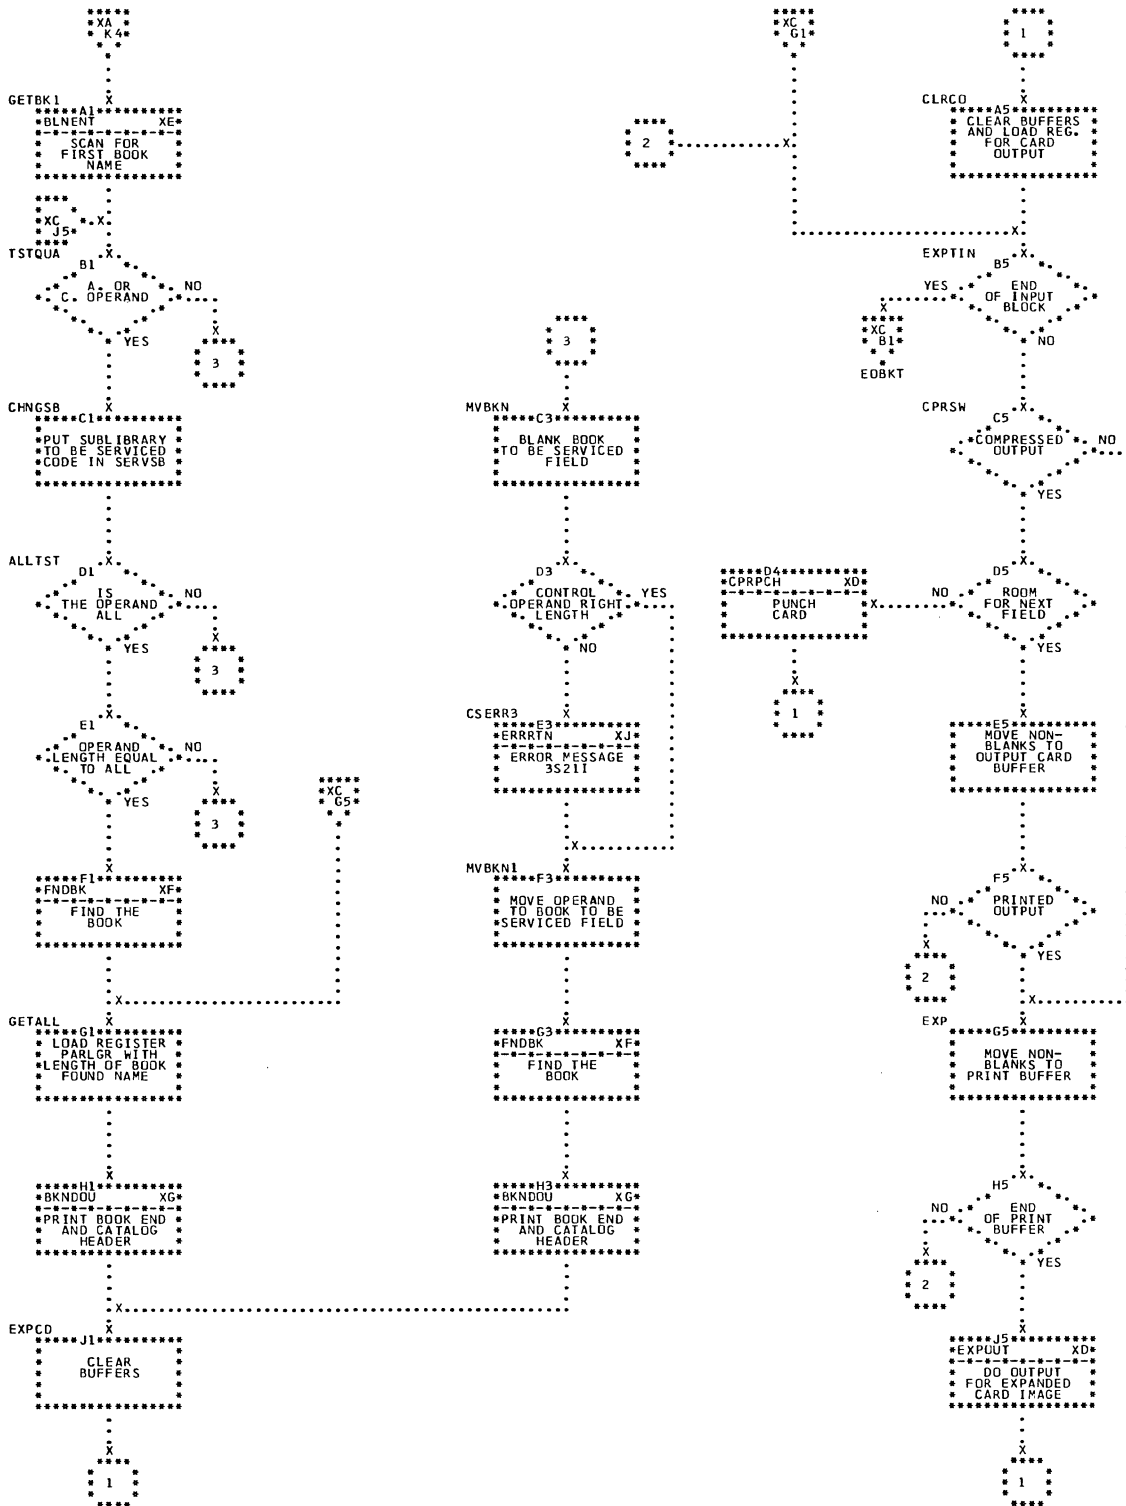 XA
K4
GETBK1
A1
BLNENT XE
SCAN FOR
FIRST BOOK
NAME
XC
J5
TSTQUA
B1
A. OR
C. OPERAND
NO
YES
3
CHNGSB
C1
PUT SUBLIBRARY
TO BE SERVICED
CODE IN SERVSB
ALLTST
D1
IS
THE OPERAND
ALL
NO
YES
3
E1
OPERAND
LENGTH EQUAL
TO ALL
NO
YES
3
XC
G5
F1
FNDBK XF
FIND THE
BOOK
GETALL
G1
LOAD REGISTER
PARLGR WITH
LENGTH OF BOOK
FOUND NAME
H1
BKNDOU XG
PRINT BOOK END
AND CATALOG
HEADER
EXPCD
J1
CLEAR
BUFFERS
1
3
MVBKN
C3
BLANK BOOK
TO BE SERVICED
FIELD
D3
CONTROL
OPERAND RIGHT
LENGTH
YES
NO
CSERR3
E3
ERRRTN XJ
ERROR MESSAGE
3S21I
MVBKN1
F3
MOVE OPERAND
TO BOOK TO BE
SERVICED FIELD
G3
FNDBK XF
FIND THE
BOOK
H3
BKNDOU XG
PRINT BOOK END
AND CATALOG
HEADER
XC
G1
2
1
CLRCO
A5
CLEAR BUFFERS
AND LOAD REG.
FOR CARD
OUTPUT
EXPTIN
B5
END
OF INPUT
BLOCK
YES
NO
XC
B1
EOBKT
CPRSW
C5
COMPRESSED
OUTPUT
NO
YES
D5
ROOM
FOR NEXT
FIELD
NO
YES
D4
CPRPCH XD
PUNCH
CARD
1
E5
MOVE NON-
BLANKS TO
OUTPUT CARD
BUFFER
F5
PRINTED
OUTPUT
NO
YES
2
EXP
G5
MOVE NON-
BLANKS TO
PRINT BUFFER
H5
END
OF PRINT
BUFFER
NO
YES
2
J5
EXPOUT XD
DO OUTPUT
FOR EXPANDED
CARD IMAGE
1